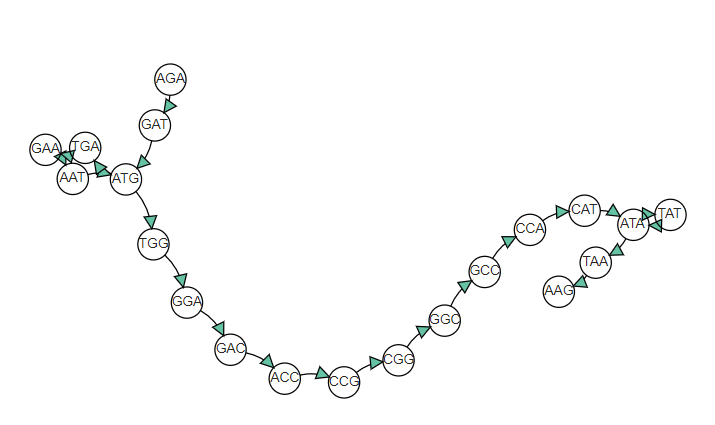 AGA
GAT
GAA
TGA
AAT
ATG
TGG
GGA
GAC
ACC
CCG
CGG
GGC
GCC
CCA
CAT
ATA
TAT
TAA
AAG